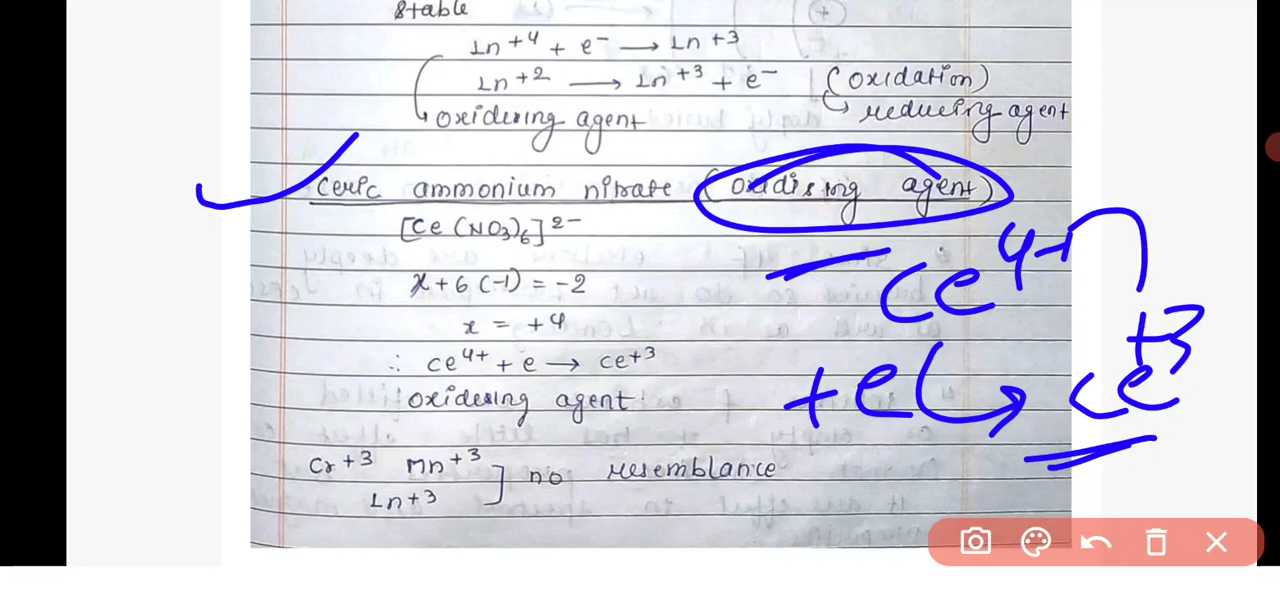 stable
Ln+4 + e- → Ln+3
Ln+2 → Ln+3 + e- (oxidation)
↳ oxidering agent ↳ reducing agent
ceric ammonium nitrate (oxidising agent)
[Ce(NO3)6]2-
x + 6(-1) = -2
x = +4
∴ ce4+ + e → ce+3
oxidering agent.
Cr+3 Mn+3
Ln+3 ] no resemblance
ce4+
+e → ce+3